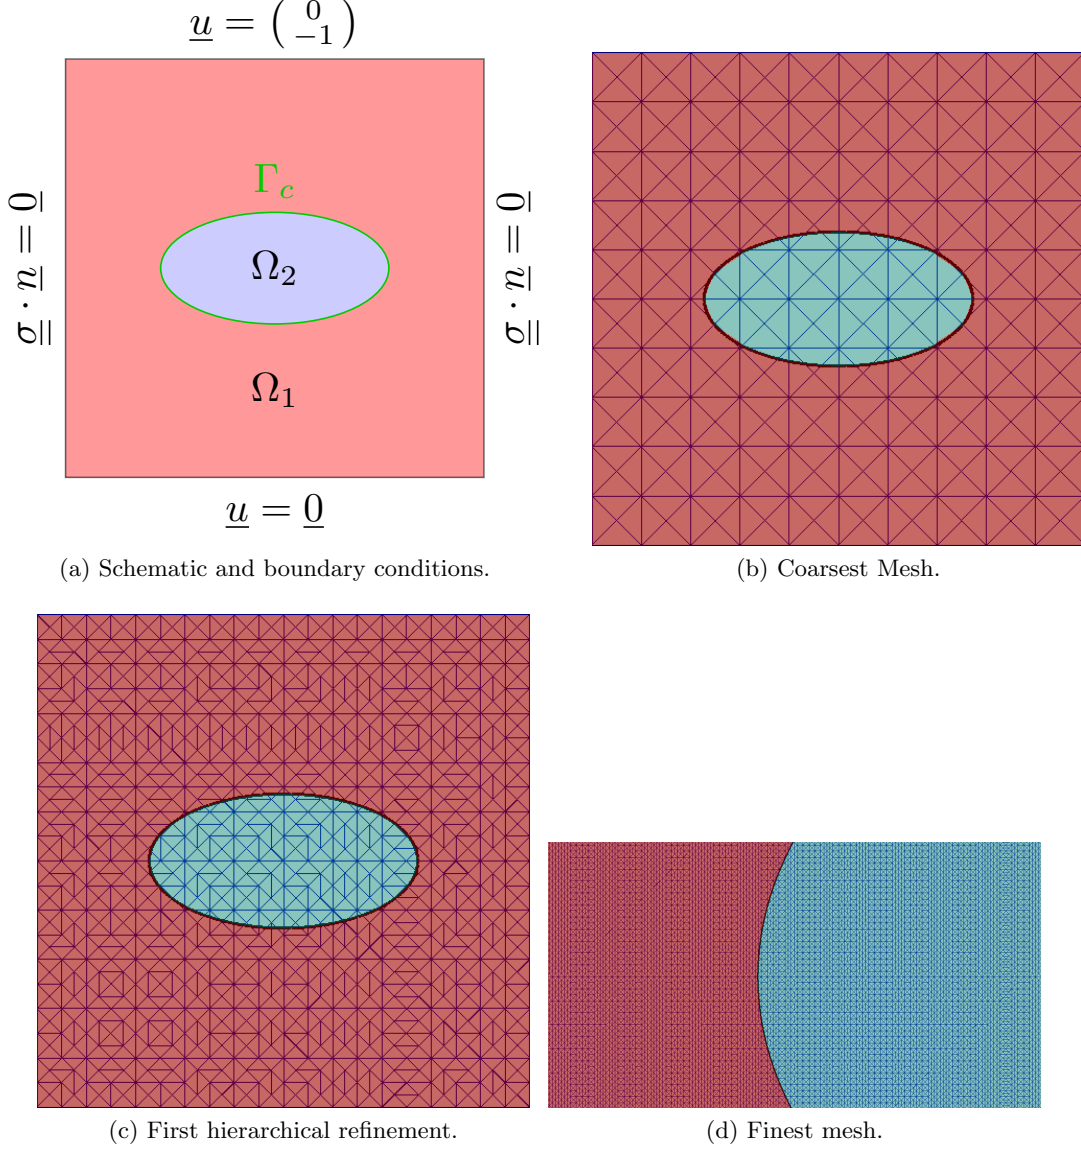 u = ( 0 −1 )
Γc
σ · n = 0
Ω2
σ · n = 0
Ω1
u = 0
(a) Schematic and boundary conditions.
(b) Coarsest Mesh.
(c) First hierarchical refinement.
(d) Finest mesh.